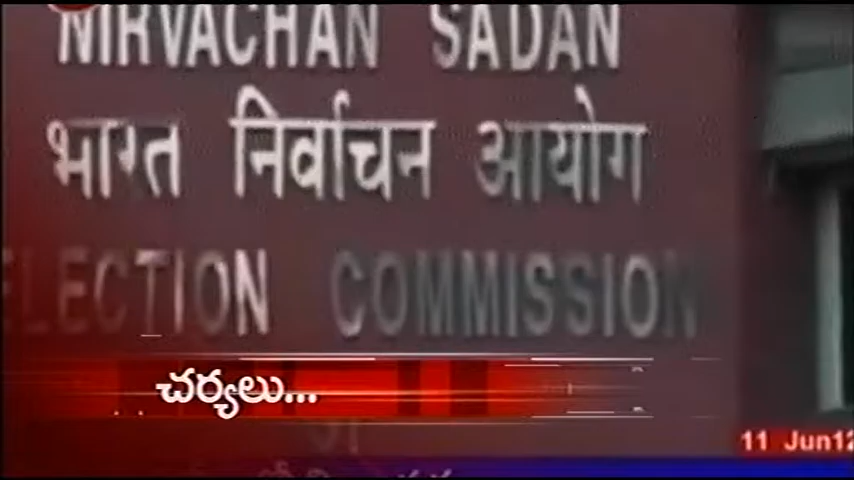 NIRVACHAN SADAN
भारत निर्वाचन आयोग
ELECTION COMMISSION
చర్యలు...
11 Jun12